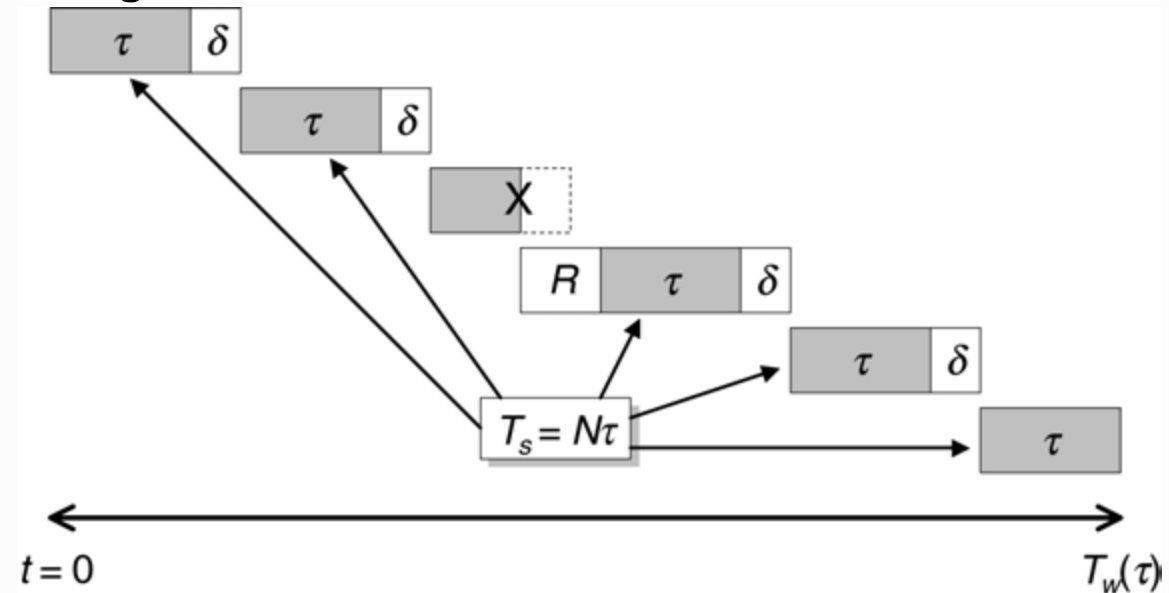 τ δ
τ δ
X
R τ δ
τ δ
T_s = Nτ
τ
t = 0
T_w(τ)